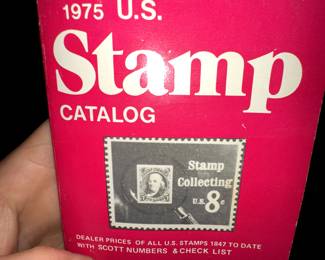 1975 U.S.
Stamp
CATALOG
Stamp
Collecting
U.S. 8c
DEALER PRICES OF ALL U.S. STAMPS 1847 TO DATE
WITH SCOTT NUMBERS & CHECK LIST